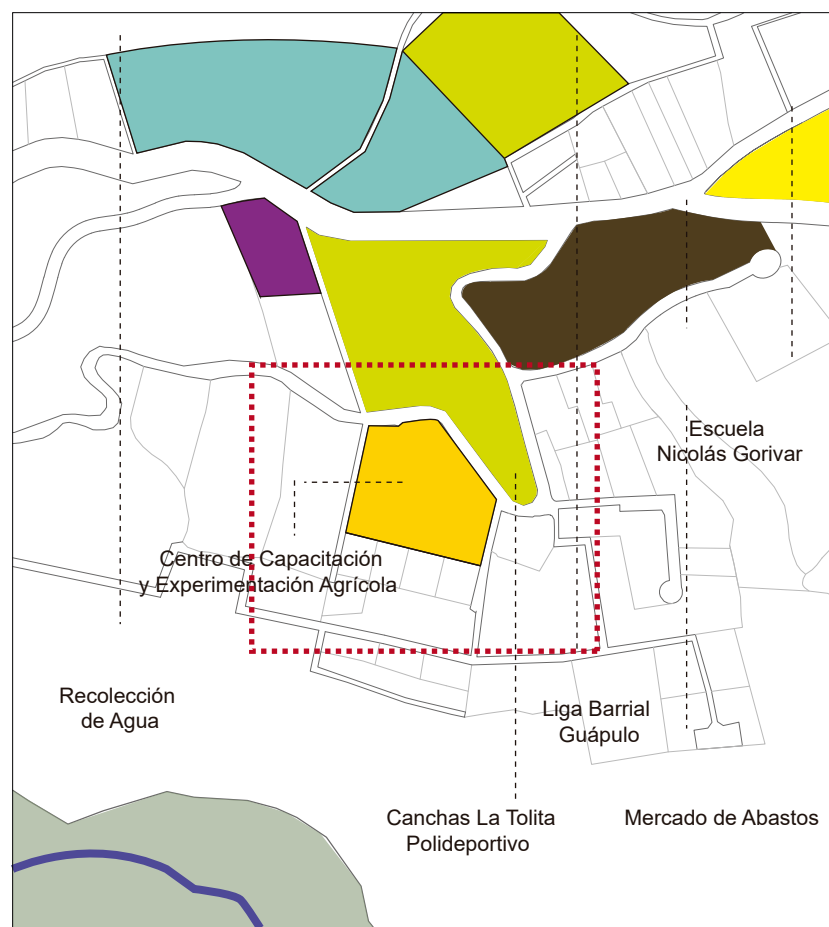 Escuela
Nicolás Gorivar
Centro de Capacitación
y Experimentación Agrícola
Recolección
de Agua
Liga Barrial
Guápulo
Canchas La Tolita
Polideportivo
Mercado de Abastos